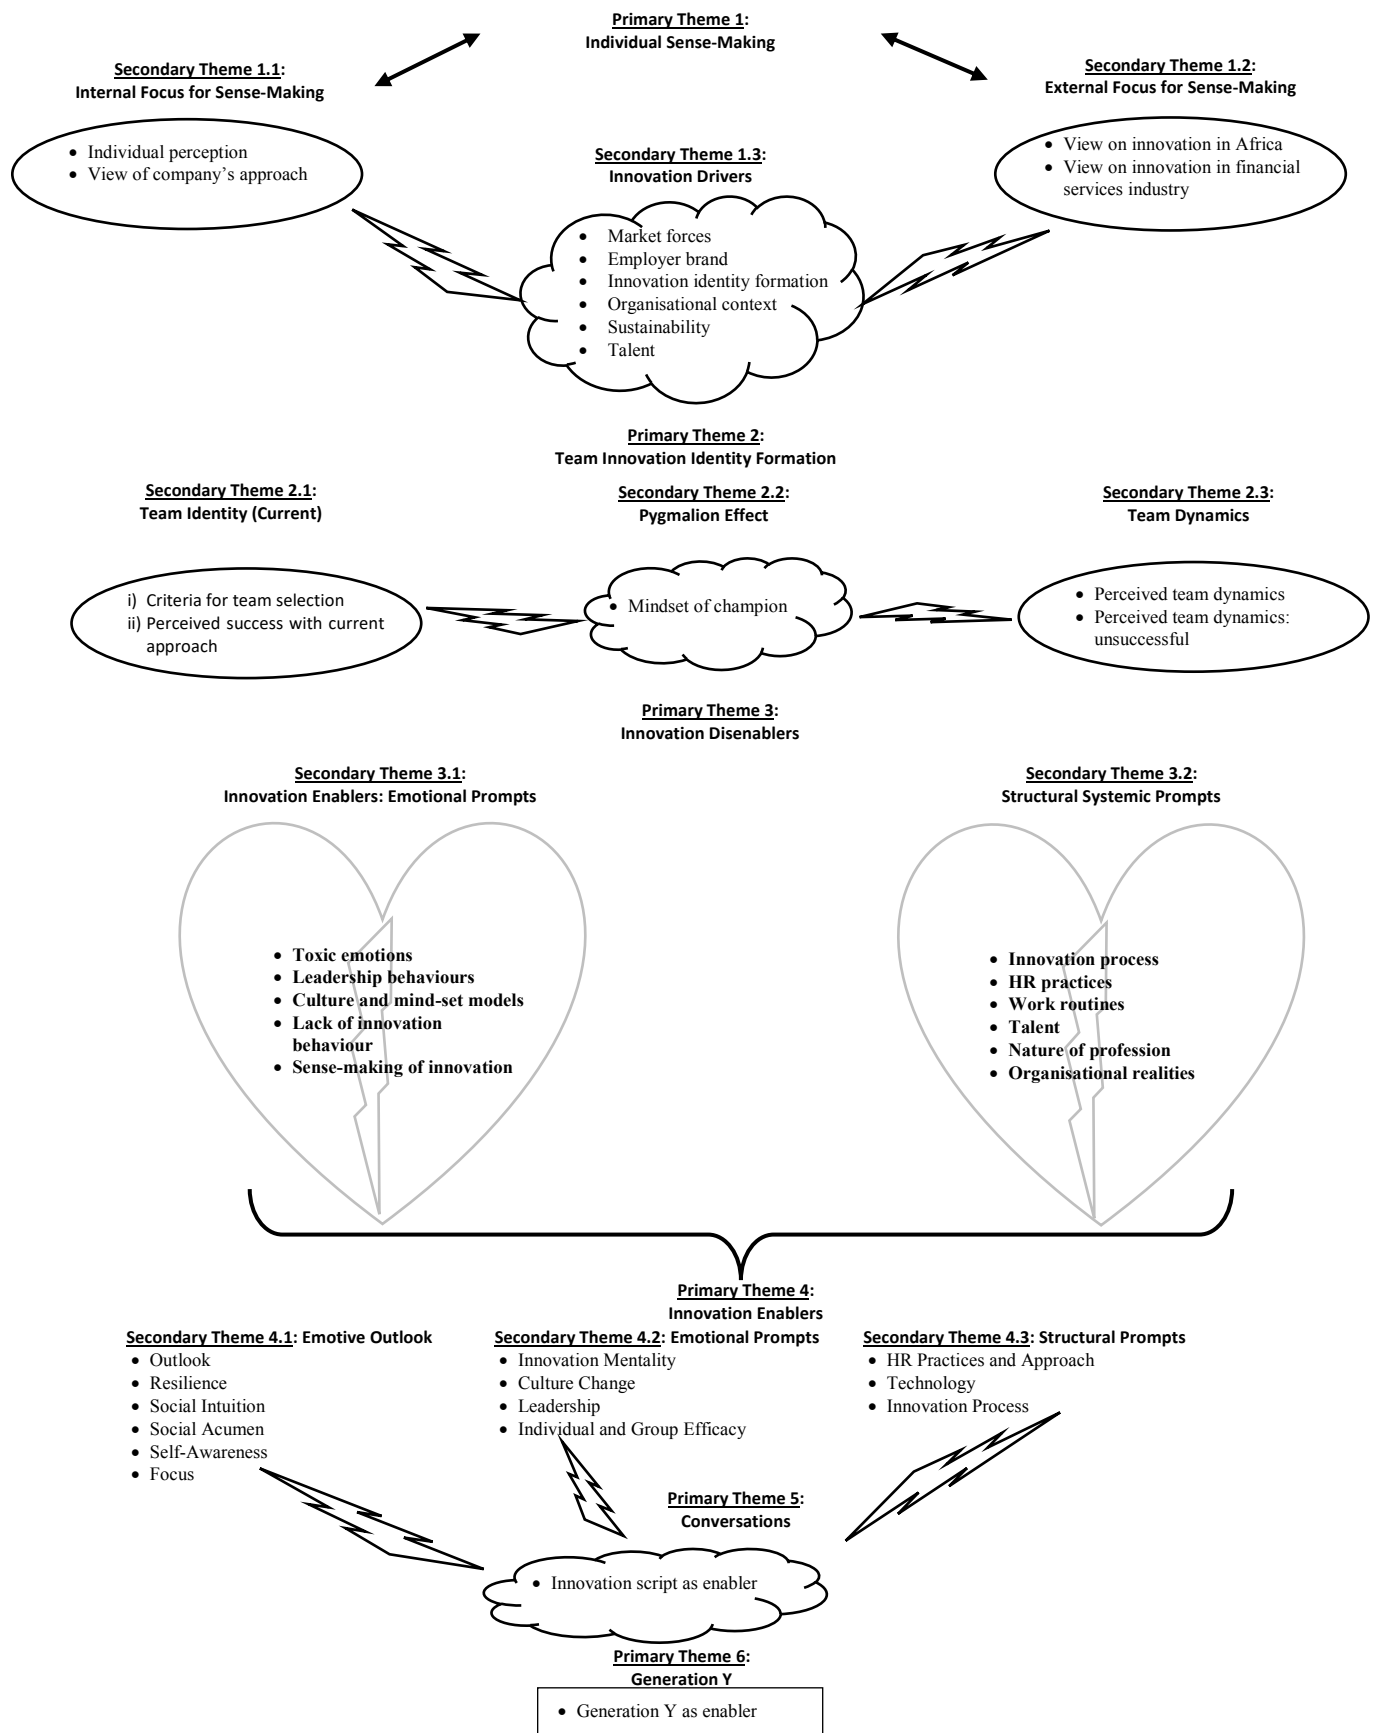 Primary Theme 1:
Individual Sense-Making
Secondary Theme 1.1:
Internal Focus for Sense-Making
• Individual perception
• View of company's approach
Secondary Theme 1.2:
External Focus for Sense-Making
• View on innovation in Africa
• View on innovation in financial
services industry
Secondary Theme 1.3:
Innovation Drivers
• Market forces
• Employer brand
• Innovation identity formation
• Organisational context
• Sustainability
• Talent
Primary Theme 2:
Team Innovation Identity Formation
Secondary Theme 2.1:
Team Identity (Current)
i) Criteria for team selection
ii) Perceived success with current
approach
Secondary Theme 2.2:
Pygmalion Effect
• Mindset of champion
Secondary Theme 2.3:
Team Dynamics
• Perceived team dynamics
• Perceived team dynamics:
unsuccessful
Primary Theme 3:
Innovation Disenablers
Secondary Theme 3.1:
Innovation Enablers: Emotional Prompts
• Toxic emotions
• Leadership behaviours
• Culture and mind-set models
• Lack of innovation
behaviour
• Sense-making of innovation
Secondary Theme 3.2:
Structural Systemic Prompts
• Innovation process
• HR practices
• Work routines
• Talent
• Nature of profession
• Organisational realities
Primary Theme 4:
Innovation Enablers
Secondary Theme 4.1: Emotive Outlook
• Outlook
• Resilience
• Social Intuition
• Social Acumen
• Self-Awareness
• Focus
Secondary Theme 4.2: Emotional Prompts
• Innovation Mentality
• Culture Change
• Leadership
• Individual and Group Efficacy
Secondary Theme 4.3: Structural Prompts
• HR Practices and Approach
• Technology
• Innovation Process
Primary Theme 5:
Conversations
• Innovation script as enabler
Primary Theme 6:
Generation Y
• Generation Y as enabler